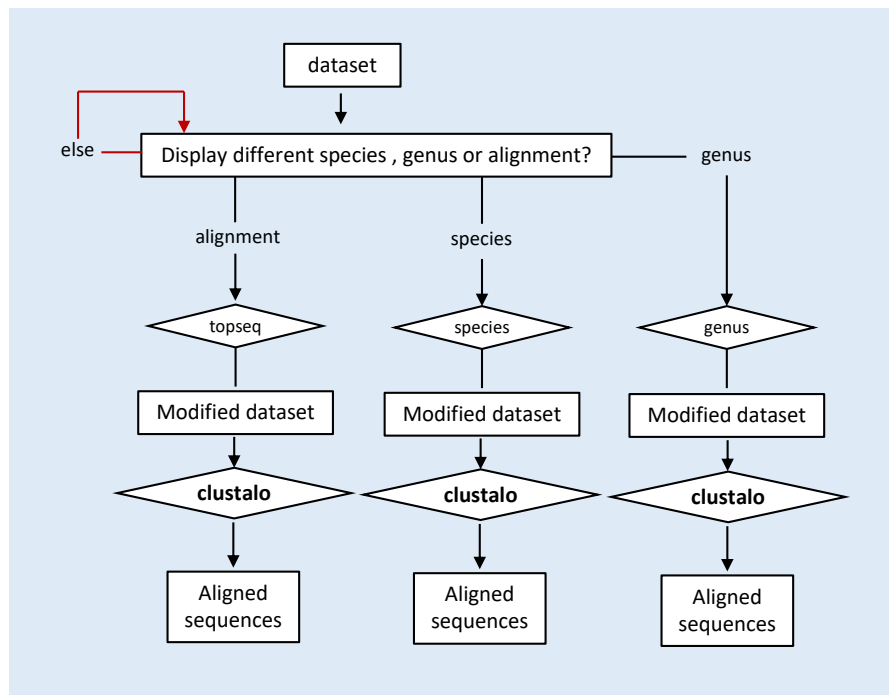 dataset
else
Display different species , genus or alignment?
genus
alignment
species
topseq
species
genus
Modified dataset
Modified dataset
Modified dataset
clustalo
clustalo
clustalo
Aligned
sequences
Aligned
sequences
Aligned
sequences